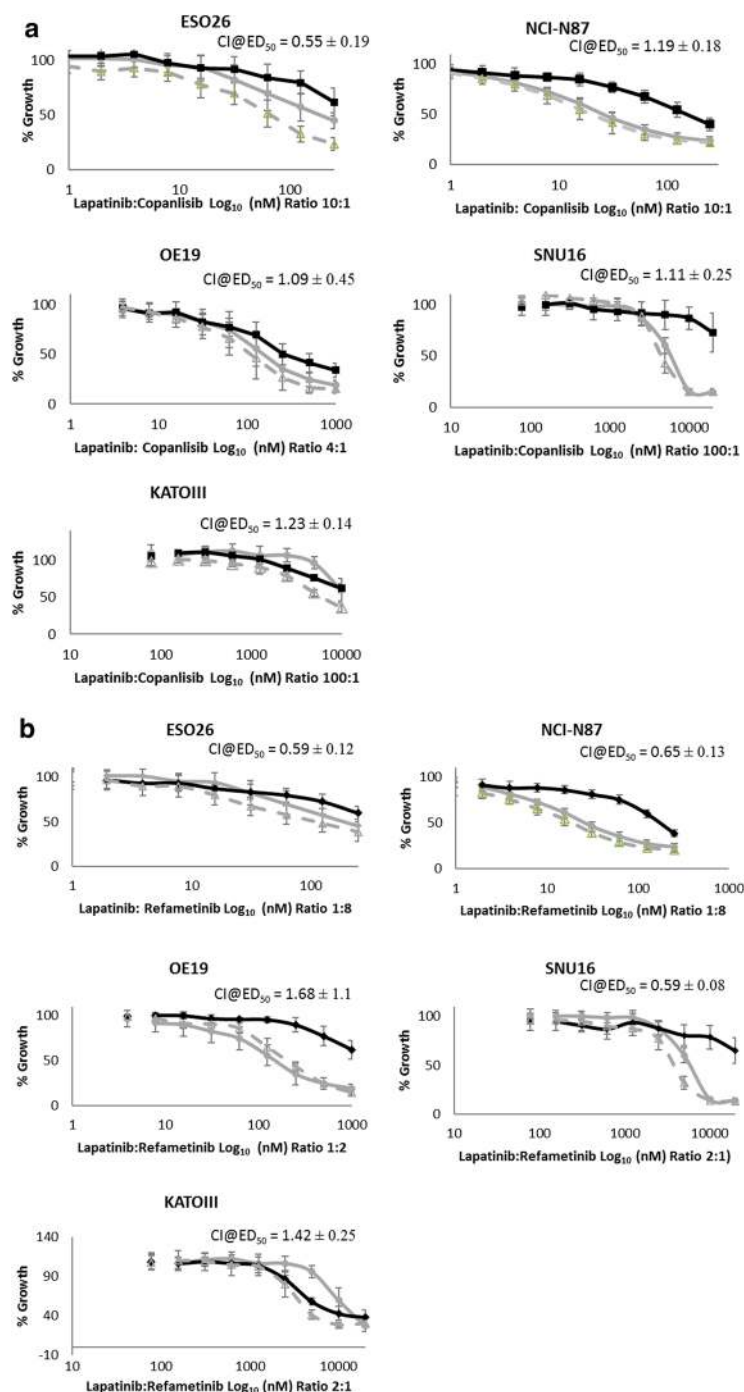 a
ESO26
CI@ED50 = 0.55 ± 0.19
% Growth
100
50
0
1 10 100
Lapatinib:Copanlisib Log10 (nM) Ratio 10:1
NCI-N87
CI@ED50 = 1.19 ± 0.18
% Growth
100
50
0
1 10 100
Lapatinib: Copanlisib Log10 (nM) Ratio 10:1
OE19
CI@ED50 = 1.09 ± 0.45
% Growth
100
50
0
1 10 100 1000
Lapatinib: Copanlisib Log10 (nM) Ratio 4:1
SNU16
CI@ED50 = 1.11 ± 0.25
% Growth
100
50
0
10 100 1000 10000
Lapatinib:Copanlisib Log10 (nM) Ratio 100:1
KATOIII
CI@ED50 = 1.23 ± 0.14
% Growth
100
50
0
10 100 1000 10000
Lapatinib:Copanlisib Log10 (nM) Ratio 100:1
b
ESO26
CI@ED50 = 0.59 ± 0.12
% Growth
100
50
0
1 10 100
Lapatinib: Refametinib Log10 (nM) Ratio 1:8
NCI-N87
CI@ED50 = 0.65 ± 0.13
% Growth
100
50
0
1 10 100 1000
Lapatinib:Refametinib Log10 (nM) Ratio 1:8
OE19
CI@ED50 = 1.68 ± 1.1
% Growth
100
50
0
1 10 100 1000
Lapatinib:Refametinib Log10 (nM) Ratio 1:2
SNU16
CI@ED50 = 0.59 ± 0.08
% Growth
100
50
0
10 100 1000 10000
Lapatinib:Refametinib Log10 (nM) Ratio 2:1)
KATOIII
CI@ED50 = 1.42 ± 0.25
% Growth
140
90
40
-10
10 100 1000 10000
Lapatinib:Refametinib Log10 (nM) Ratio 2:1